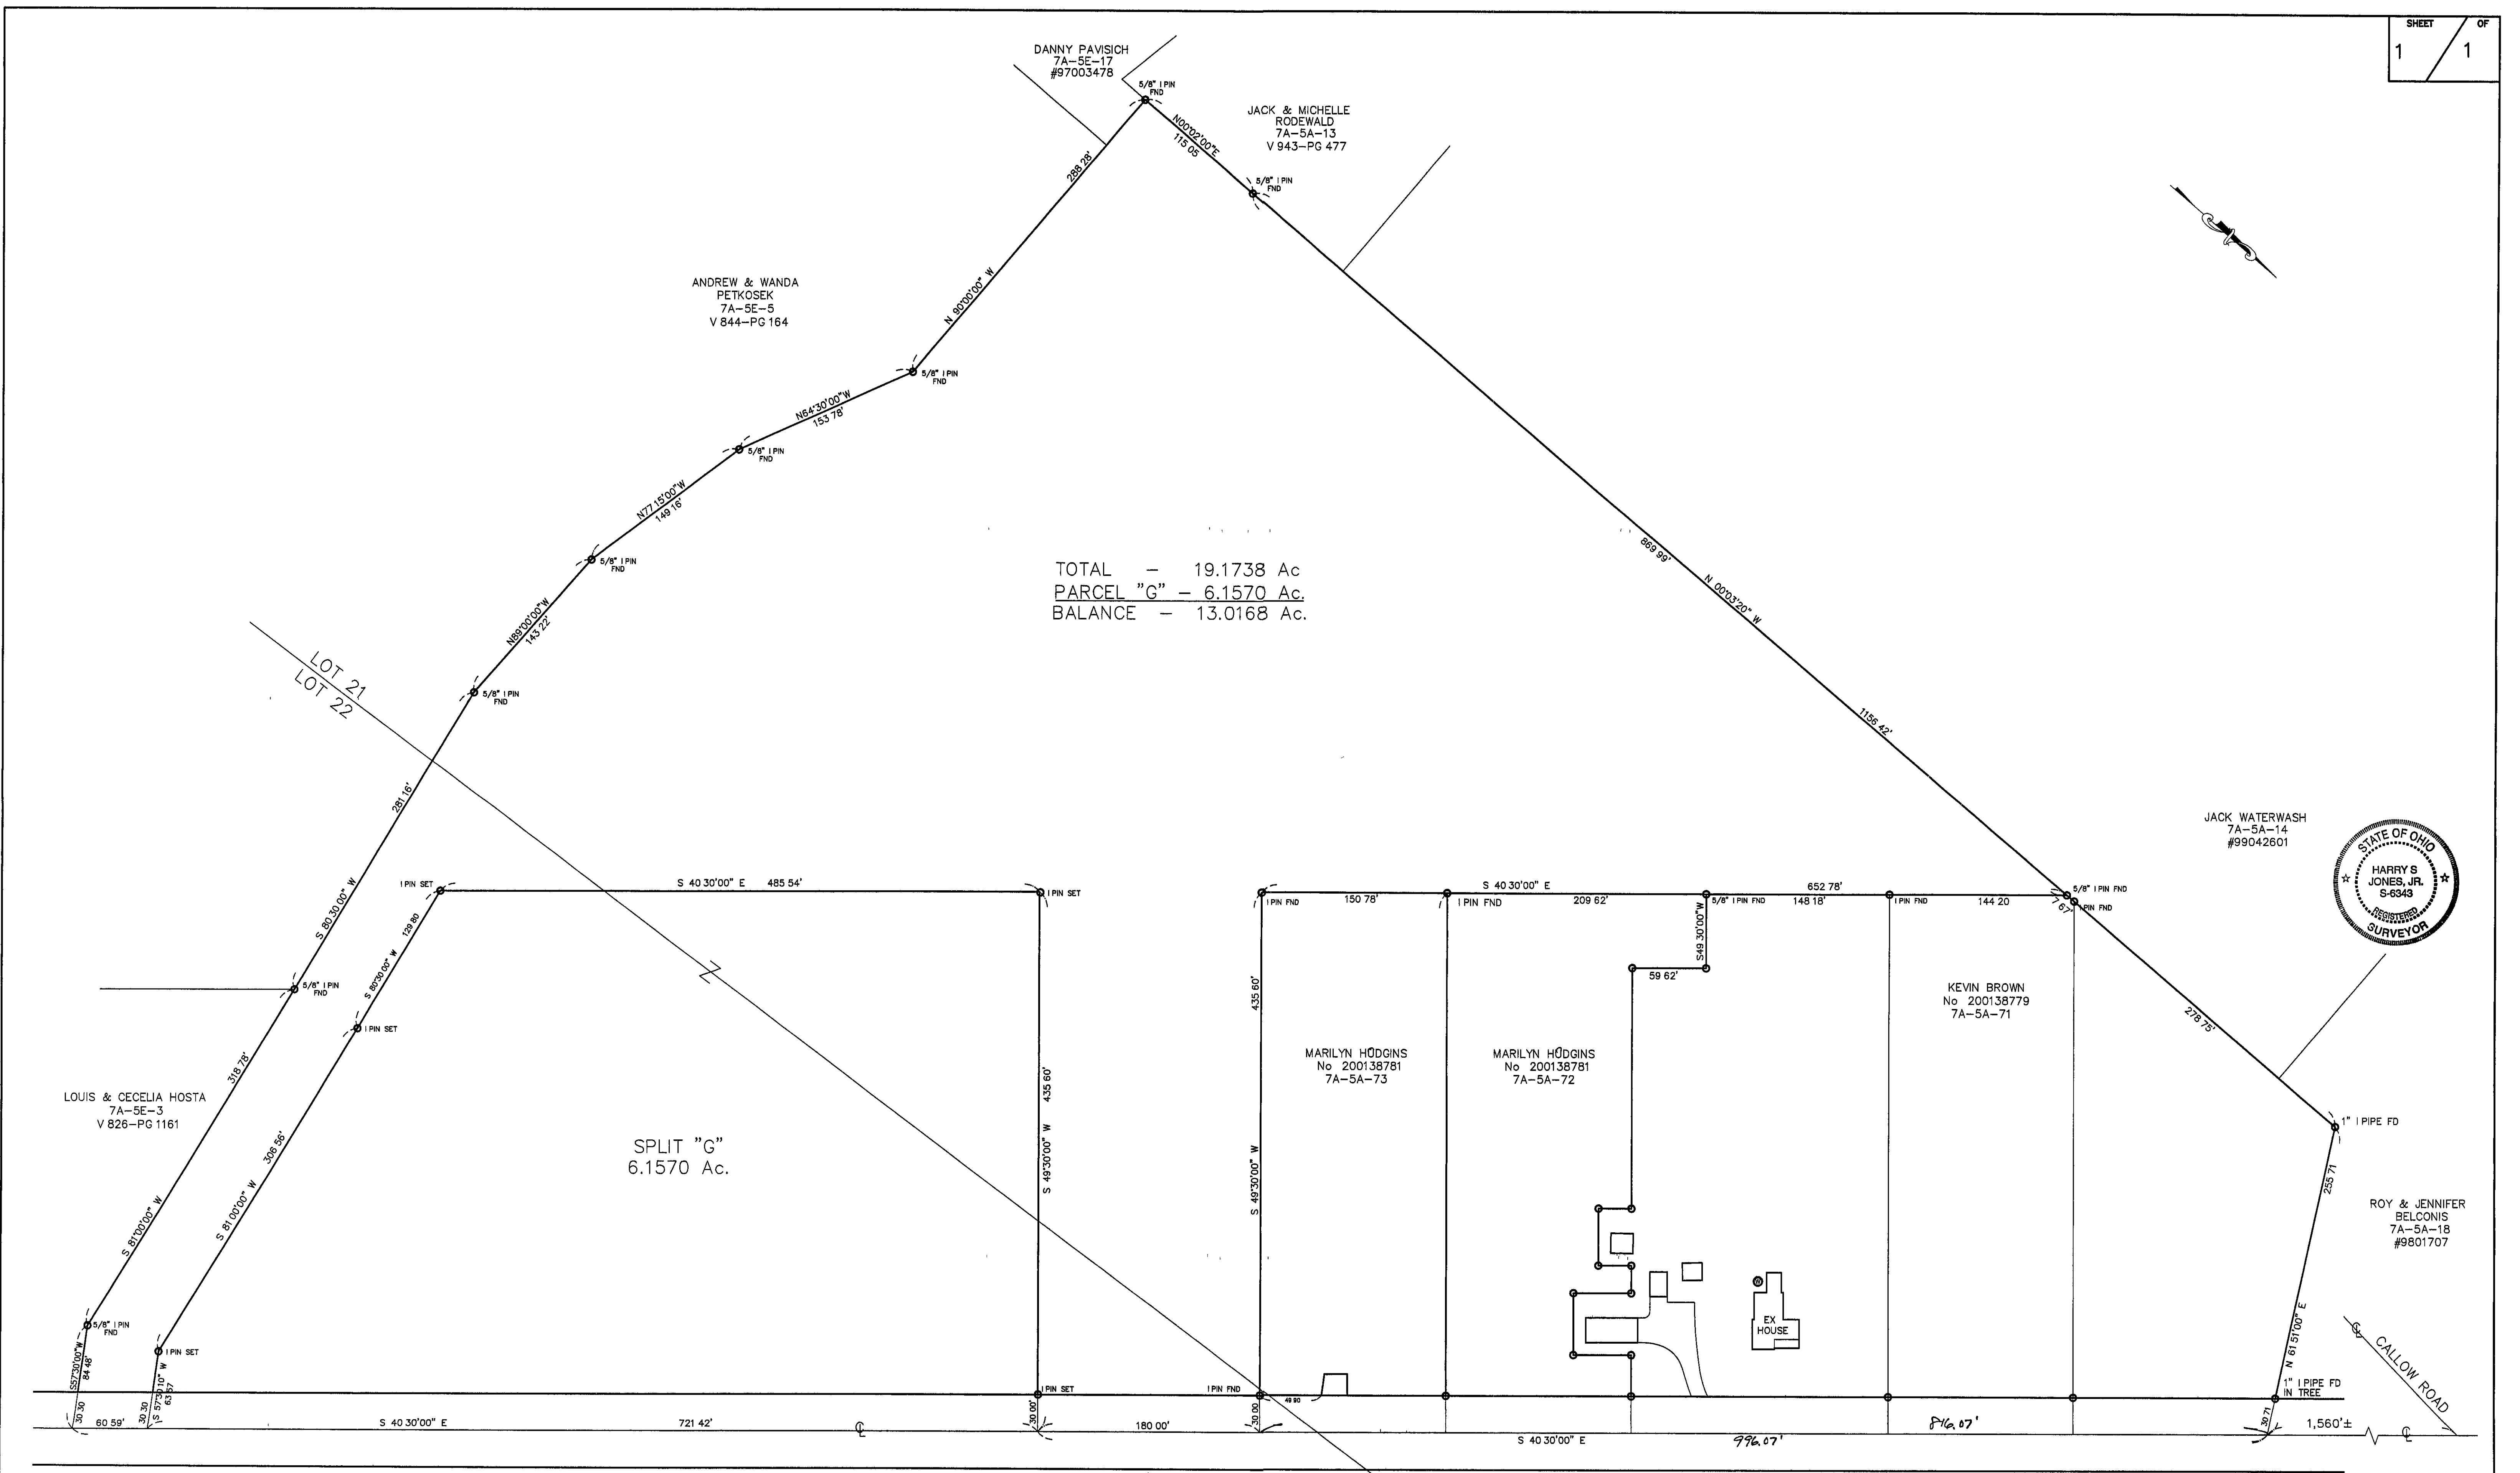 SHEET OF
1 1
DANNY PAVISICH
7A-5E-17
#97003478
5/8" I PIN
FND
JACK & MICHELLE
RODEWALD
7A-5A-13
V 943-PG 477
N00°02'00"E
115 05
5/8" I PIN
FND
288 28'
N 90°00'00" W
ANDREW & WANDA
PETKOSEK
7A-5E-5
V 844-PG 164
5/8" I PIN
FND
N64°30'00"W
153 78'
5/8" I PIN
FND
N77 15'00"W
149 16'
5/8" I PIN
FND
N89°00'00"W
143 22'
5/8" I PIN
FND
TOTAL - 19.1738 Ac
PARCEL "G" - 6.1570 Ac.
BALANCE - 13.0168 Ac.
869 99'
N 00°03'20" W
1156 42'
LOT 21
LOT 22
281 16'
S 80 30 00" W
JACK WATERWASH
7A-5A-14
#99042601
STATE OF OHIO
HARRY S
JONES, JR.
S-6343
REGISTERED
SURVEYOR
I PIN SET
S 40 30'00" E 485 54'
I PIN SET
129 80
S 80°30 00" W
I PIN SET
5/8" I PIN
FND
I PIN FND
150 78'
S 40 30'00" E
I PIN FND
209 62'
5/8" I PIN FND
652 78'
148 18'
I PIN FND
144 20
5/8" I PIN FND
7 67'
I PIN FND
S49 30'00"W
59 62'
435 60'
S 49°30'00" W
435 60'
S 49°30'00" W
278 75'
KEVIN BROWN
No 200138779
7A-5A-71
MARILYN HODGINS
No 200138781
7A-5A-73
MARILYN HODGINS
No 200138781
7A-5A-72
318 78'
S 81°00'00" W
LOUIS & CECELIA HOSTA
7A-5E-3
V 826-PG 1161
306 56'
S 81 00'00" W
SPLIT "G"
6.1570 Ac.
1" I PIPE FD
255 71
N 61 51'00" E
ROY & JENNIFER
BELCONIS
7A-5A-18
#9801707
5/8" I PIN
FND
I PIN SET
S57°30'00"W
84 48'
S 57°30'10" W
63 57
W
EX
HOUSE
CALLOW ROAD
I PIN SET
I PIN FND
49 90
1" I PIPE FD
IN TREE
30 30
60 59'
30 30
S 40 30'00" E
721 42'
30 00'
180 00'
30 00
S 40 30'00" E
996.07'
816.07'
30 71
1,560'±